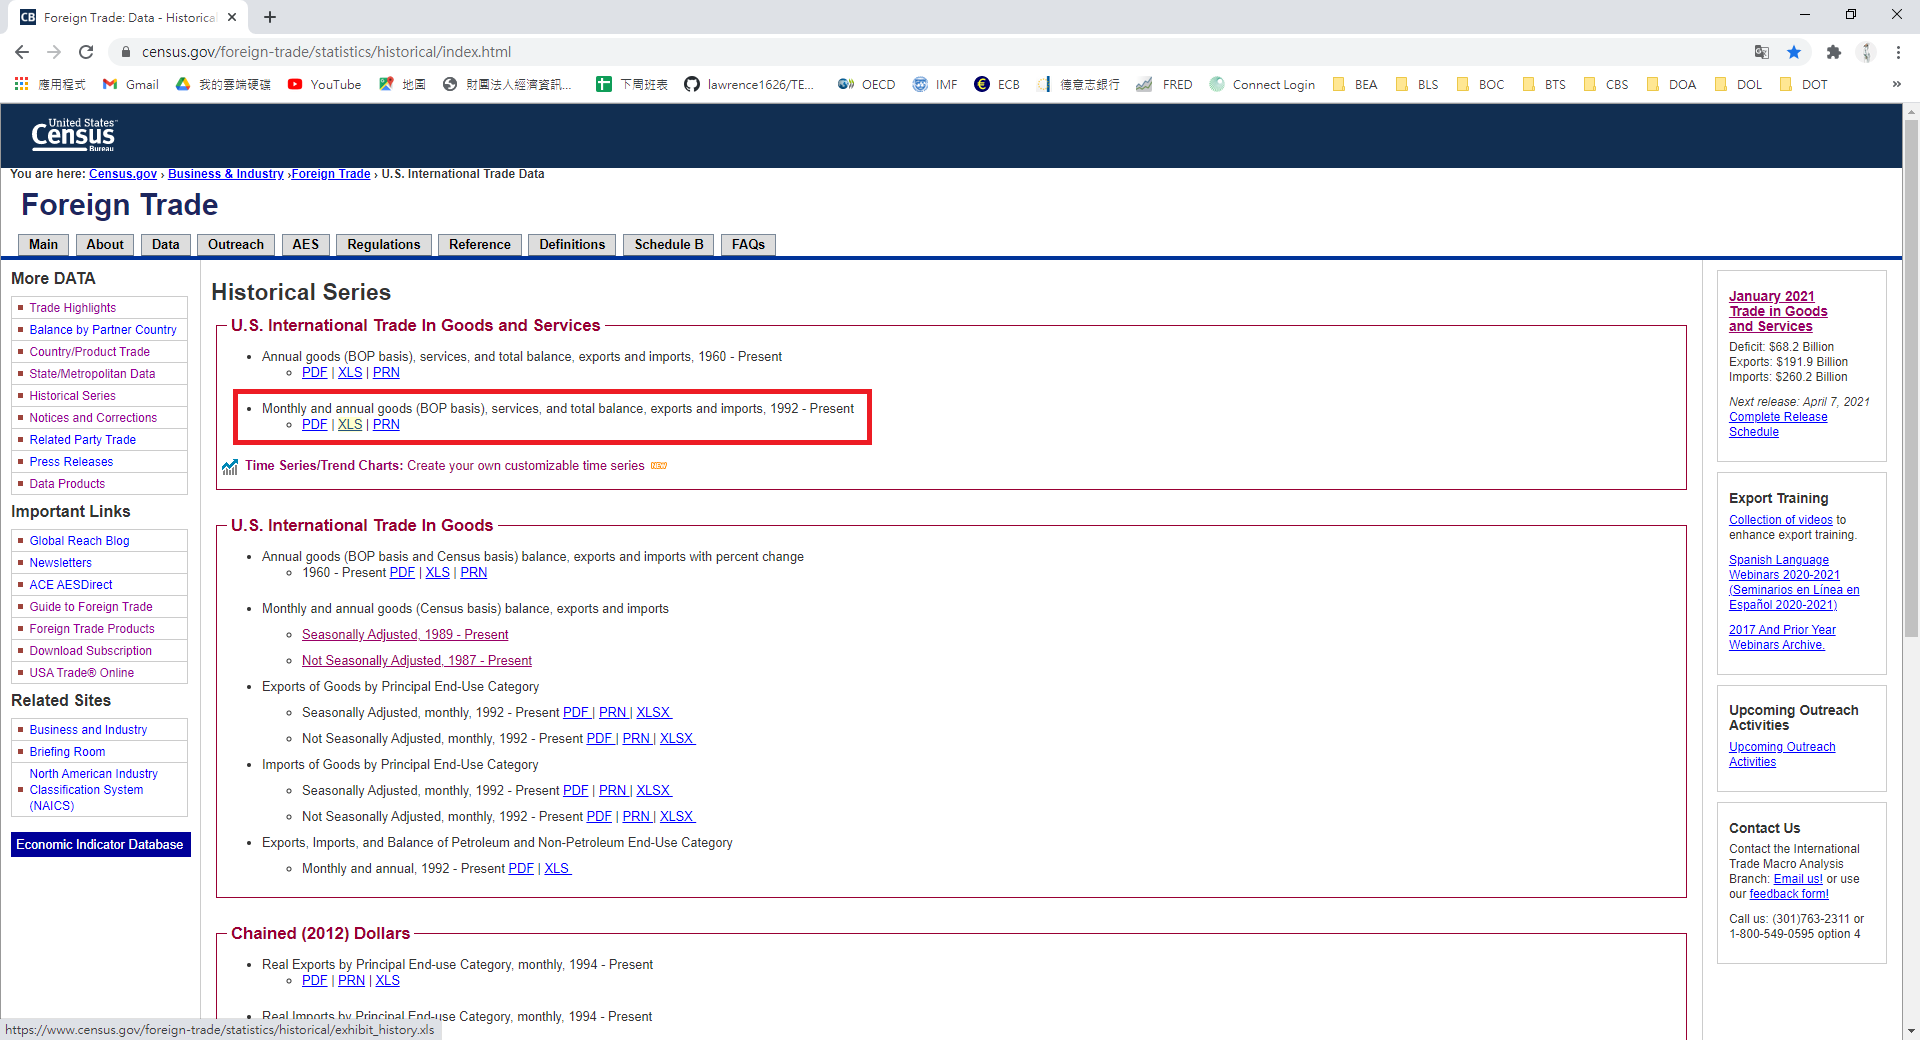 Foreign Trade: Data - Historical
census.gov/foreign-trade/statistics/historical/index.html
應用程式 Gmail 我的雲端硬碟 YouTube 地圖 財團法人經濟資訊... 下周班表 lawrence1626/TE... OECD IMF ECB 德意志銀行 FRED Connect Login BEA BLS BOC BTS CBS DOA DOL DOT »
United States™
Census
Bureau
You are here: Census.gov › Business & Industry ›Foreign Trade › U.S. International Trade Data
Foreign Trade
Main About Data Outreach AES Regulations Reference Definitions Schedule B FAQs
More DATA
Trade Highlights
Balance by Partner Country
Country/Product Trade
State/Metropolitan Data
Historical Series
Notices and Corrections
Related Party Trade
Press Releases
Data Products
Important Links
Global Reach Blog
Newsletters
ACE AESDirect
Guide to Foreign Trade
Foreign Trade Products
Download Subscription
USA Trade® Online
Related Sites
Business and Industry
Briefing Room
North American Industry
Classification System
(NAICS)
Economic Indicator Database
Historical Series
U.S. International Trade In Goods and Services
Annual goods (BOP basis), services, and total balance, exports and imports, 1960 - Present
PDF | XLS | PRN
Monthly and annual goods (BOP basis), services, and total balance, exports and imports, 1992 - Present
PDF | XLS | PRN
Time Series/Trend Charts: Create your own customizable time series NEW
U.S. International Trade In Goods
Annual goods (BOP basis and Census basis) balance, exports and imports with percent change
1960 - Present PDF | XLS | PRN
Monthly and annual goods (Census basis) balance, exports and imports
Seasonally Adjusted, 1989 - Present
Not Seasonally Adjusted, 1987 - Present
Exports of Goods by Principal End-Use Category
Seasonally Adjusted, monthly, 1992 - Present PDF | PRN | XLSX
Not Seasonally Adjusted, monthly, 1992 - Present PDF | PRN | XLSX
Imports of Goods by Principal End-Use Category
Seasonally Adjusted, monthly, 1992 - Present PDF | PRN | XLSX
Not Seasonally Adjusted, monthly, 1992 - Present PDF | PRN | XLSX
Exports, Imports, and Balance of Petroleum and Non-Petroleum End-Use Category
Monthly and annual, 1992 - Present PDF | XLS
Chained (2012) Dollars
Real Exports by Principal End-use Category, monthly, 1994 - Present
PDF | PRN | XLS
Real Imports by Principal End-use Category, monthly, 1994 - Present
January 2021
Trade in Goods
and Services
Deficit: $68.2 Billion
Exports: $191.9 Billion
Imports: $260.2 Billion
Next release: April 7, 2021
Complete Release
Schedule
Export Training
Collection of videos to
enhance export training.
Spanish Language
Webinars 2020-2021
(Seminarios en Línea en
Español 2020-2021)
2017 And Prior Year
Webinars Archive.
Upcoming Outreach
Activities
Upcoming Outreach
Activities
Contact Us
Contact the International
Trade Macro Analysis
Branch: Email us! or use
our feedback form!
Call us: (301)763-2311 or
1-800-549-0595 option 4
https://www.census.gov/foreign-trade/statistics/historical/exhibit_history.xls